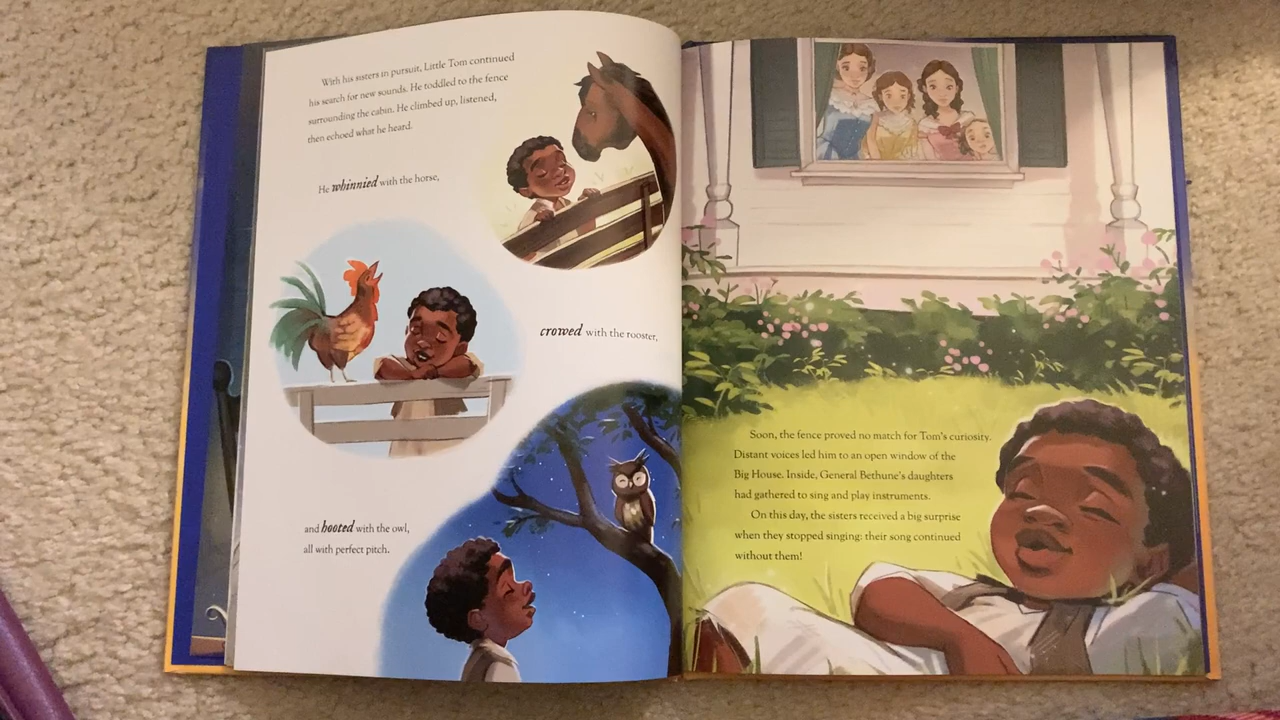 With his sisters in pursuit, Little Tom continued
his search for new sounds. He toddled to the fence
surrounding the cabin. He climbed up, listened,
then echoed what he heard.
He whinnied with the horse,
crowed with the rooster,
and hooted with the owl,
all with perfect pitch.
Soon, the fence proved no match for Tom's curiosity.
Distant voices led him to an open window of the
Big House. Inside, General Bethune's daughters
had gathered to sing and play instruments.
On this day, the sisters received a big surprise
when they stopped singing: their song continued
without them!